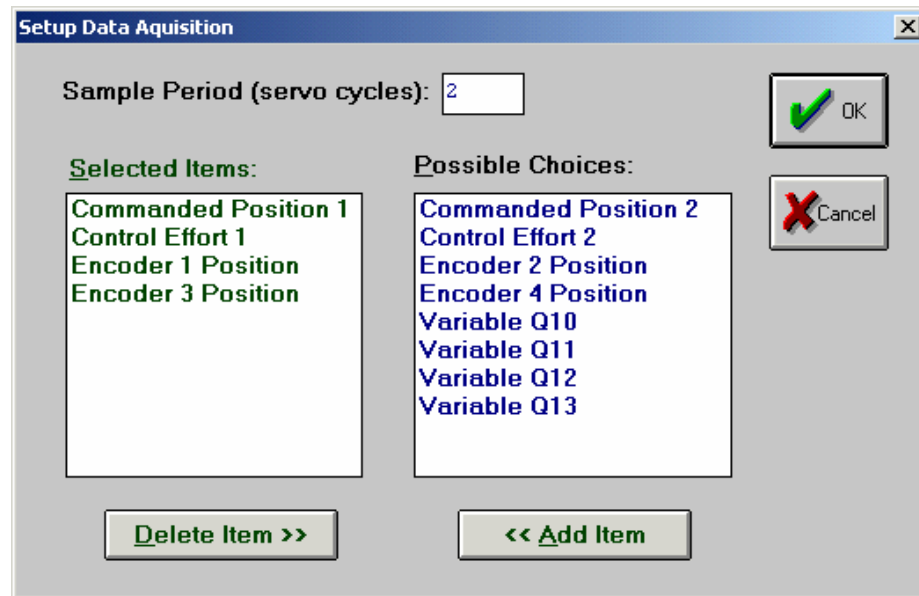 Setup Data Aquisition
Sample Period (servo cycles): 2
OK
Cancel
Selected Items:
Commanded Position 1
Control Effort 1
Encoder 1 Position
Encoder 3 Position
Possible Choices:
Commanded Position 2
Control Effort 2
Encoder 2 Position
Encoder 4 Position
Variable Q10
Variable Q11
Variable Q12
Variable Q13
Delete Item >>
<< Add Item